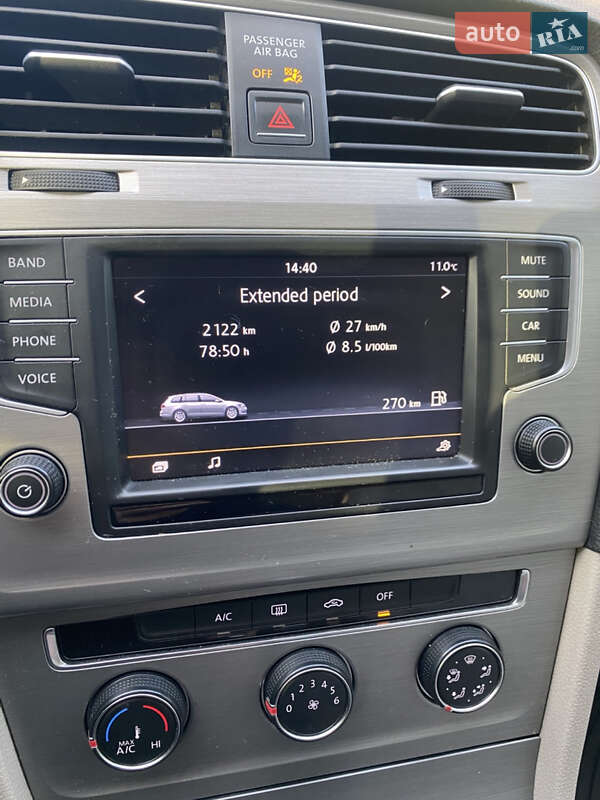 auto RIA .com
PASSENGER
AIR BAG
OFF
BAND
MEDIA
PHONE
VOICE
14:40 11.0°C
< Extended period >
2122 km Ø 27 km/h
78:50 h Ø 8.5 l/100km
270 km
MUTE
SOUND
CAR
MENU
A/C OFF
MAX
A/C HI
0 1 2 3 4 5 6